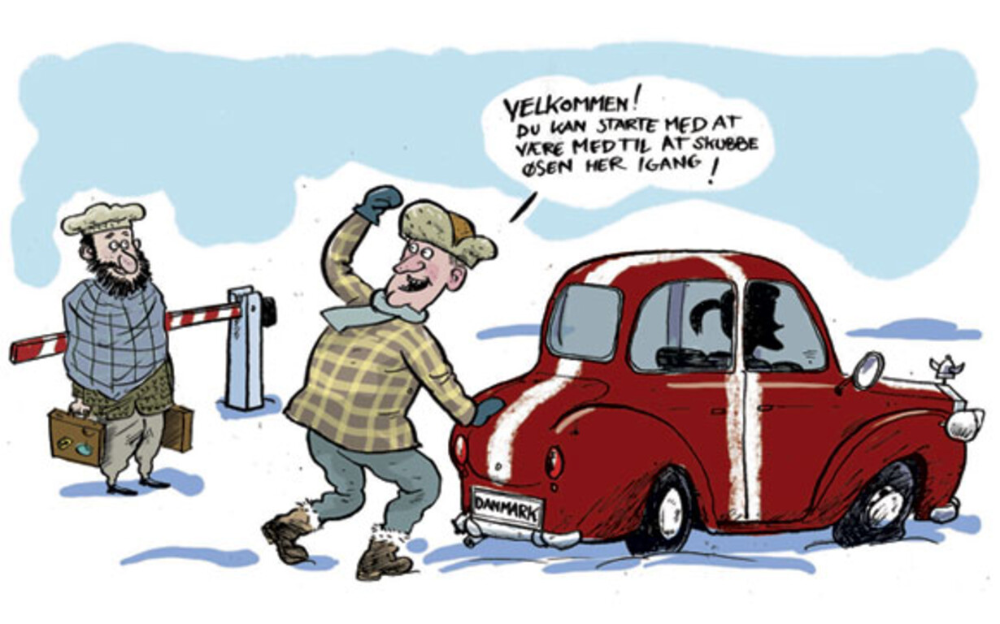 VELKOMMEN!
DU KAN STARTE MED AT
VÆRE MED TIL AT SKUBBE
ØSEN HER IGANG!
DANMARK